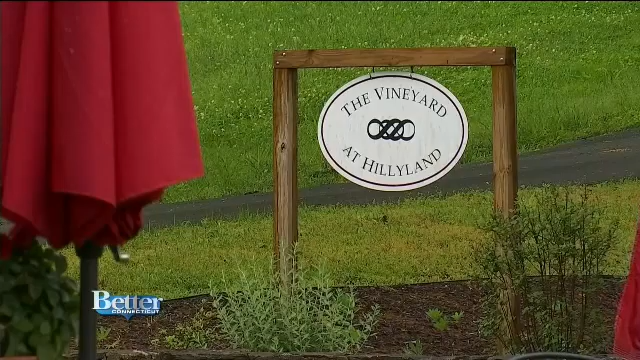 THE VINEYARD
AT HILLYLAND
Better
CONNECTICUT